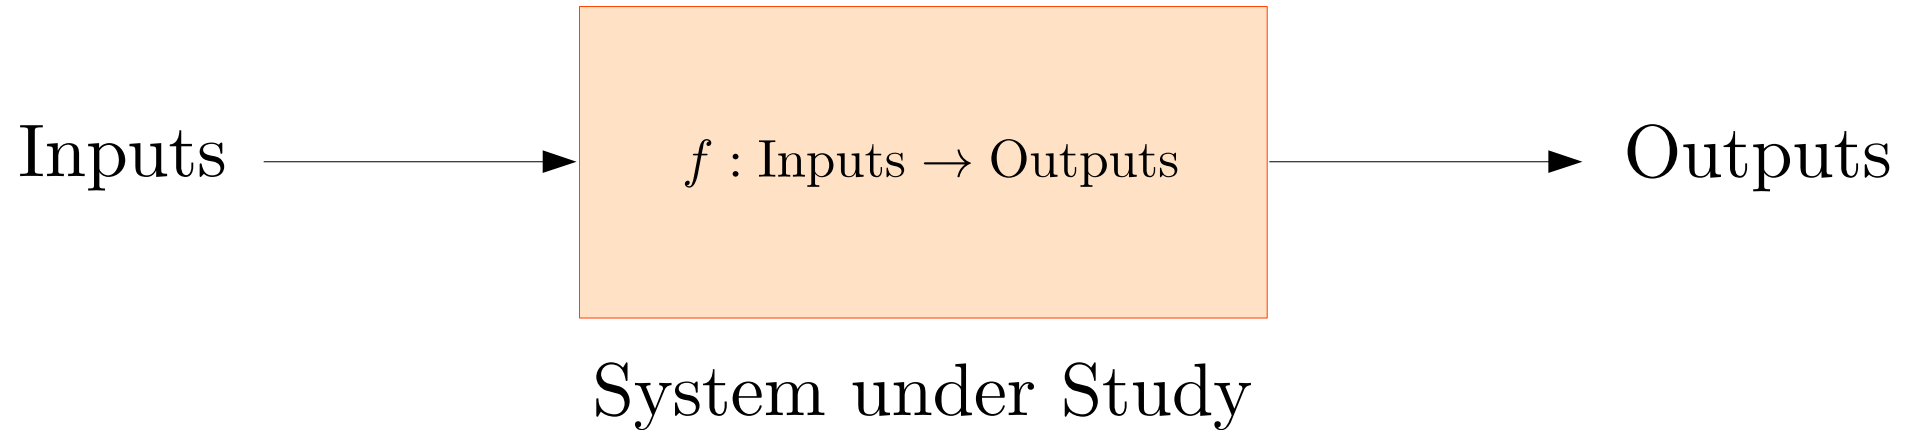 Inputs
f : Inputs → Outputs
Outputs
System under Study